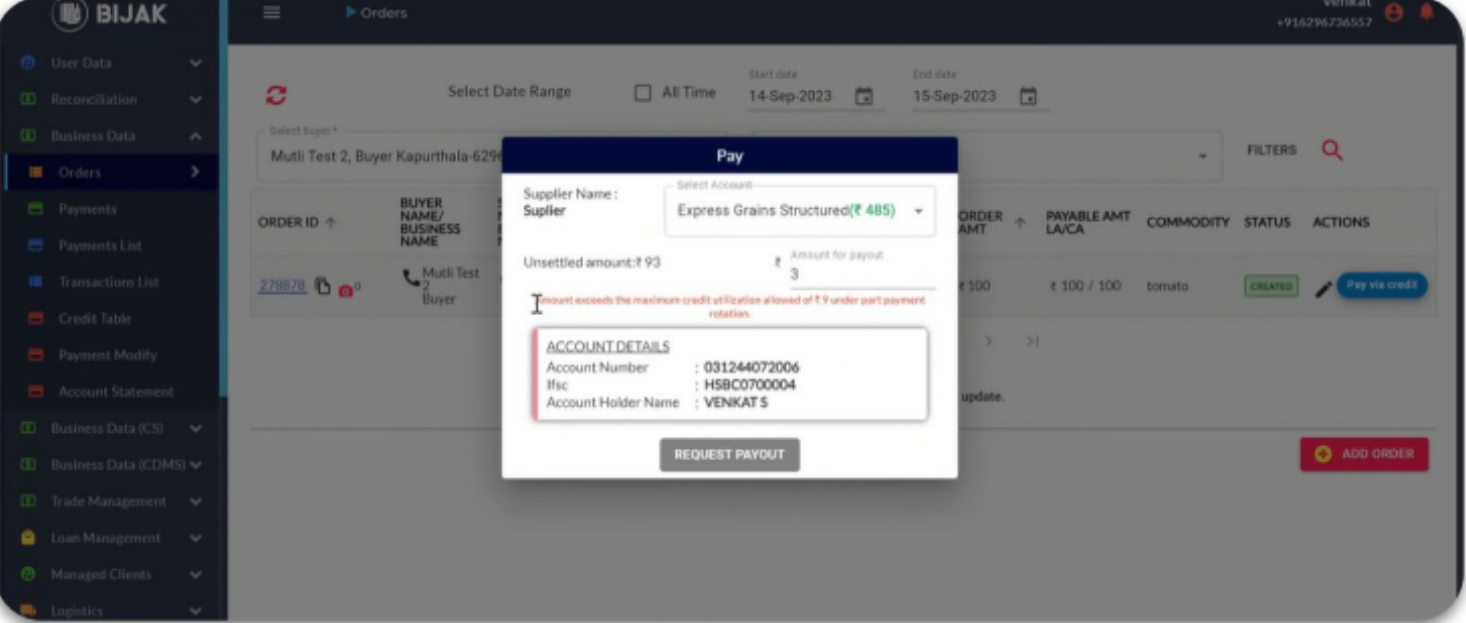 BIJAK
Orders
venkat
+916296736557
User Data
Reconciliation
Business Data
Orders
Payments
Payments List
Transactions List
Credit Table
Payment Modify
Account Statement
Business Data (CS)
Business Data (CDMS)
Trade Management
Loan Management
Managed Clients
Logistics
Select Date Range
All Time
Start date
14-Sep-2023
End date
15-Sep-2023
Select buyer *
Mutli Test 2, Buyer Kapurthala-6296
FILTERS
ORDER ID
BUYER NAME/ BUSINESS NAME
ORDER AMT
PAYABLE AMT LA/CA
COMMODITY
STATUS
ACTIONS
278878
0
Mutli Test 2 Buyer
₹ 100
₹ 100 / 100
tomato
CREATED
Pay via credit
update.
ADD ORDER
Pay
Supplier Name :
Suplier
Select Account
Express Grains Structured(₹ 485)
Unsettled amount:₹ 93
₹
Amount for payout
3
Amount exceeds the maximum credit utilization allowed of ₹ 9 under part payment
rotation.
ACCOUNT DETAILS
Account Number : 031244072006
Ifsc : HSBC0700004
Account Holder Name : VENKAT S
REQUEST PAYOUT